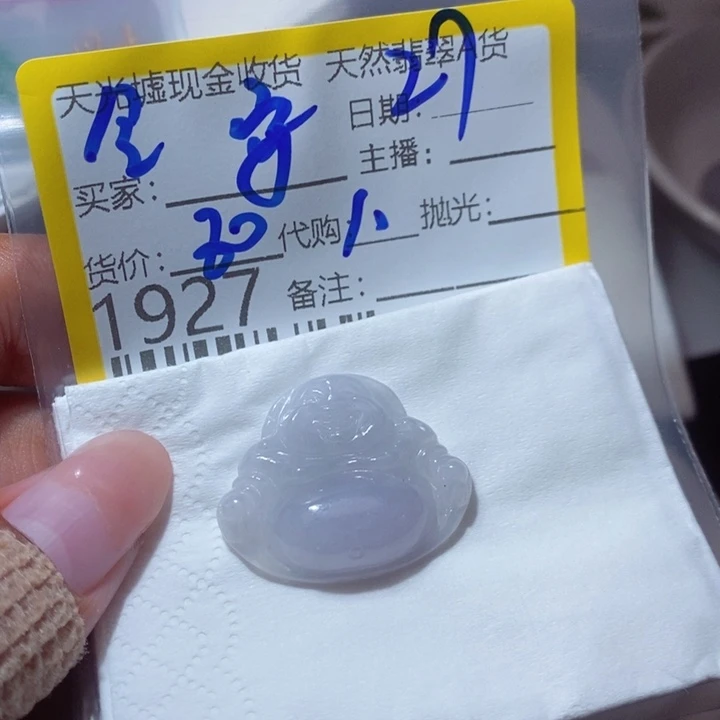 天光墟现金收货 天然翡翠A货
日期： 27
买家： 主播：
货价： 代购 抛光：
1927 备注：